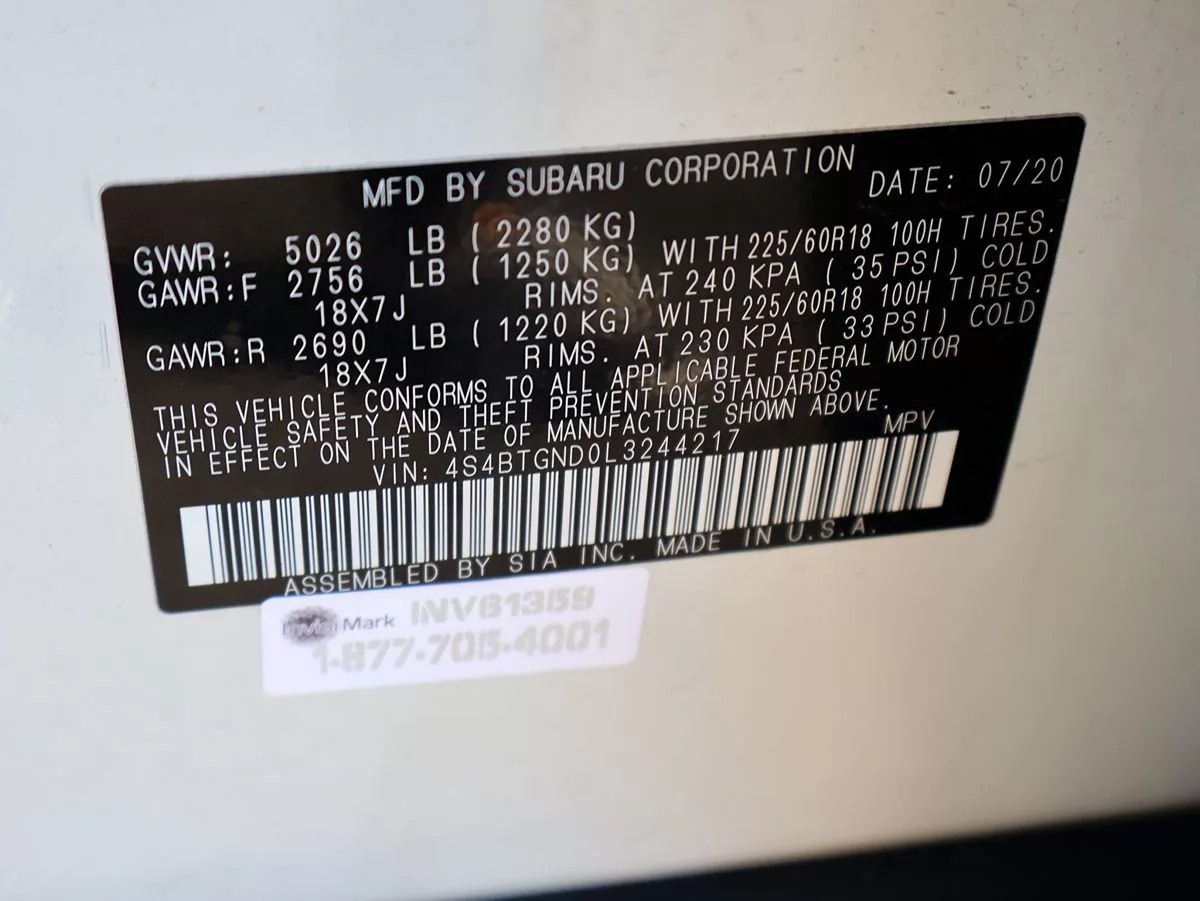 MFD BY SUBARU CORPORATION DATE: 07/20
GVWR: 5026 LB ( 2280 KG)
GAWR:F 2756 LB ( 1250 KG) WITH 225/60R18 100H TIRES.
18X7J RIMS. AT 240 KPA ( 35 PSI) COLD
GAWR:R 2690 LB ( 1220 KG) WITH 225/60R18 100H TIRES.
18X7J RIMS. AT 230 KPA ( 33 PSI) COLD
THIS VEHICLE CONFORMS TO ALL APPLICABLE FEDERAL MOTOR
VEHICLE SAFETY AND THEFT PREVENTION STANDARDS
IN EFFECT ON THE DATE OF MANUFACTURE SHOWN ABOVE.
VIN: 4S4BTGND0L3244217 MPV
ASSEMBLED BY SIA INC. MADE IN U.S.A.
Mark
1-877-705-4001